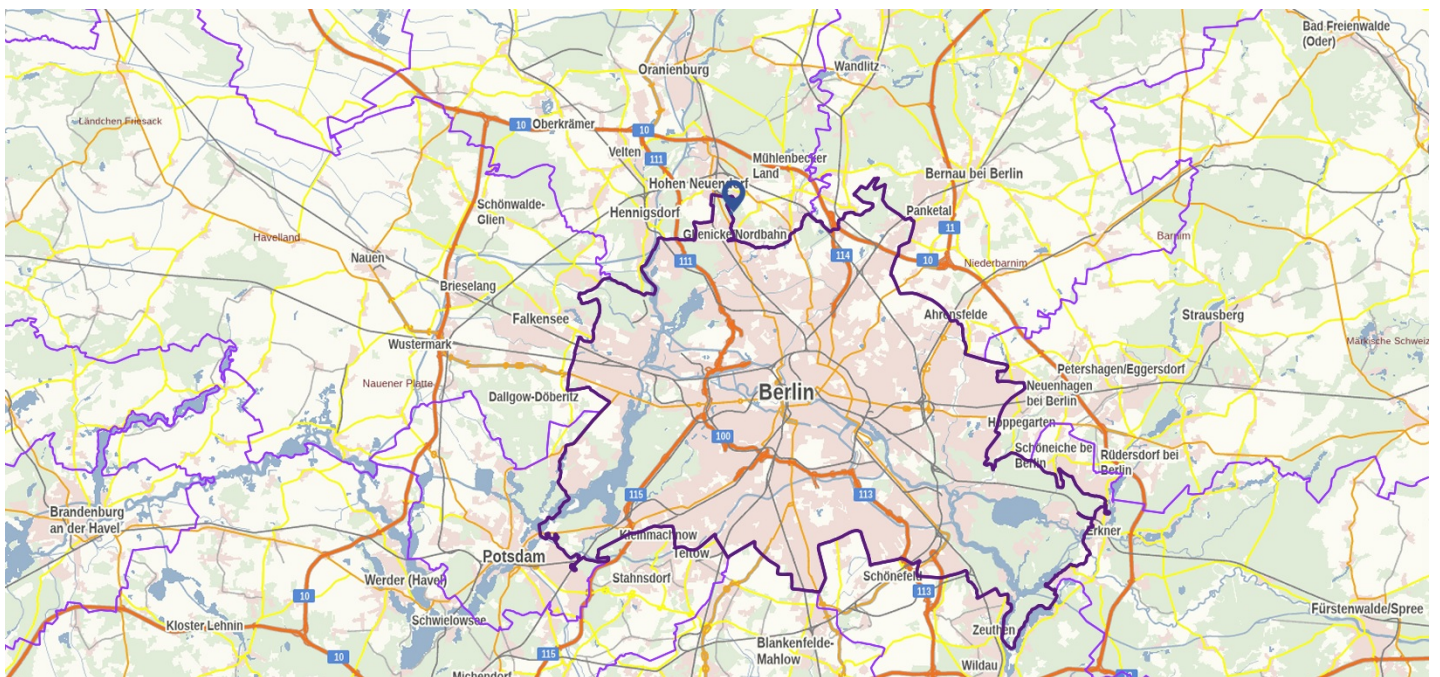 Bad Freienwalde
(Oder)
Oranienburg
Wandlitz
Ländchen Friesack
10
Oberkrämer
10
Velten
111
Mühlenbecker
Land
Bernau bei Berlin
Hohen Neuendorf
Schönwalde-
Glien
Hennigsdorf
Panketal
11
Glienicke/Nordbahn
Havelland
Barnim
Nauen
111
114
10
Niederbarnim
Brieselang
Falkensee
Ahrensfelde
Strausberg
Wustermark
Märkische Schweiz
Nauener Platte
Petershagen/Eggersdorf
Dallgow-Döberitz
Berlin
Neuenhagen
bei Berlin
Hoppegarten
100
Schöneiche be
Berlin
Rüdersdorf bei
Berlin
115
113
Brandenburg
an der Havel
Kleinmachnow
Erkner
Potsdam
Teltow
Werder (Havel)
Stahnsdorf
Schönefeld
113
10
Schwielowsee
Fürstenwalde/Spree
Kloster Lehnin
Zeuthen
Blankenfelde-
Mahlow
115
10
Wildau
Michendorf